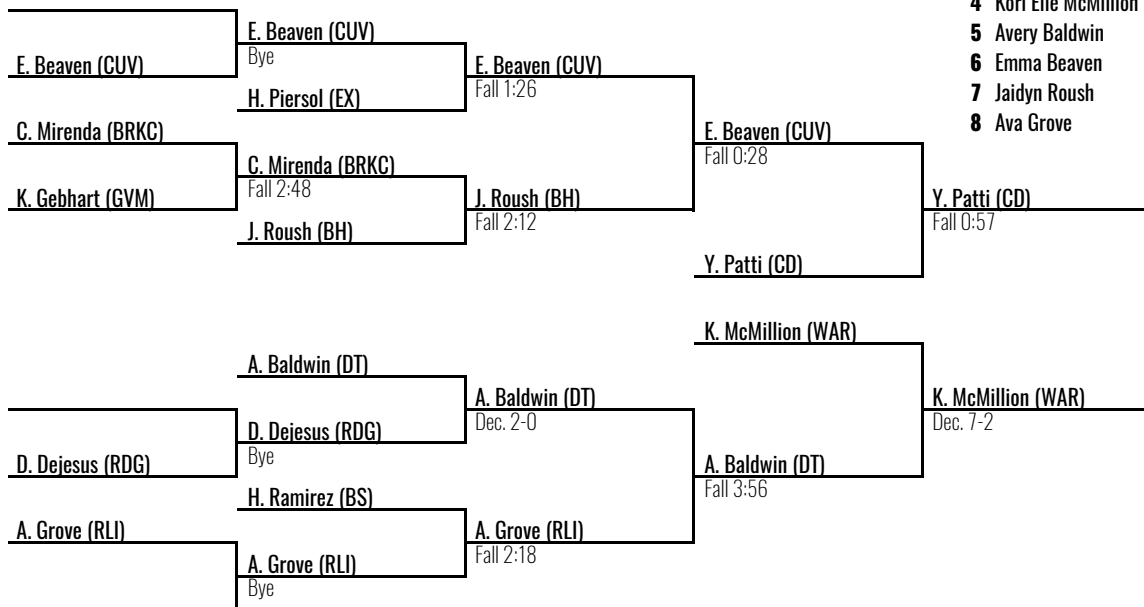 4 Kori Elle McMillion
5 Avery Baldwin
6 Emma Beaven
7 Jaidyn Roush
8 Ava Grove
E. Beaven (CUV)
E. Beaven (CUV)
Bye
H. Piersol (EX)
E. Beaven (CUV)
Fall 1:26
C. Mirenda (BRKC)
K. Gebhart (GVM)
C. Mirenda (BRKC)
Fall 2:48
J. Roush (BH)
J. Roush (BH)
Fall 2:12
E. Beaven (CUV)
Fall 0:28
Y. Patti (CD)
Y. Patti (CD)
Fall 0:57
K. McMillion (WAR)
A. Baldwin (DT)
D. Dejesus (RDG)
D. Dejesus (RDG)
Bye
A. Baldwin (DT)
Dec. 2-0
H. Ramirez (BS)
A. Grove (RLI)
A. Grove (RLI)
Bye
A. Grove (RLI)
Fall 2:18
A. Baldwin (DT)
Fall 3:56
K. McMillion (WAR)
Dec. 7-2